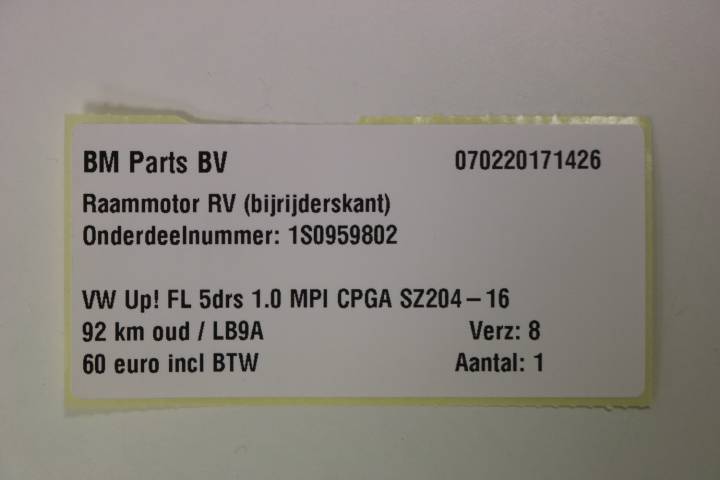 BM Parts BV 070220171426
Raammotor RV (bijrijderskant)
Onderdeelnummer: 1S0959802
VW Up! FL 5drs 1.0 MPI CPGA SZ204-16
92 km oud / LB9A Verz: 8
60 euro incl BTW Aantal: 1